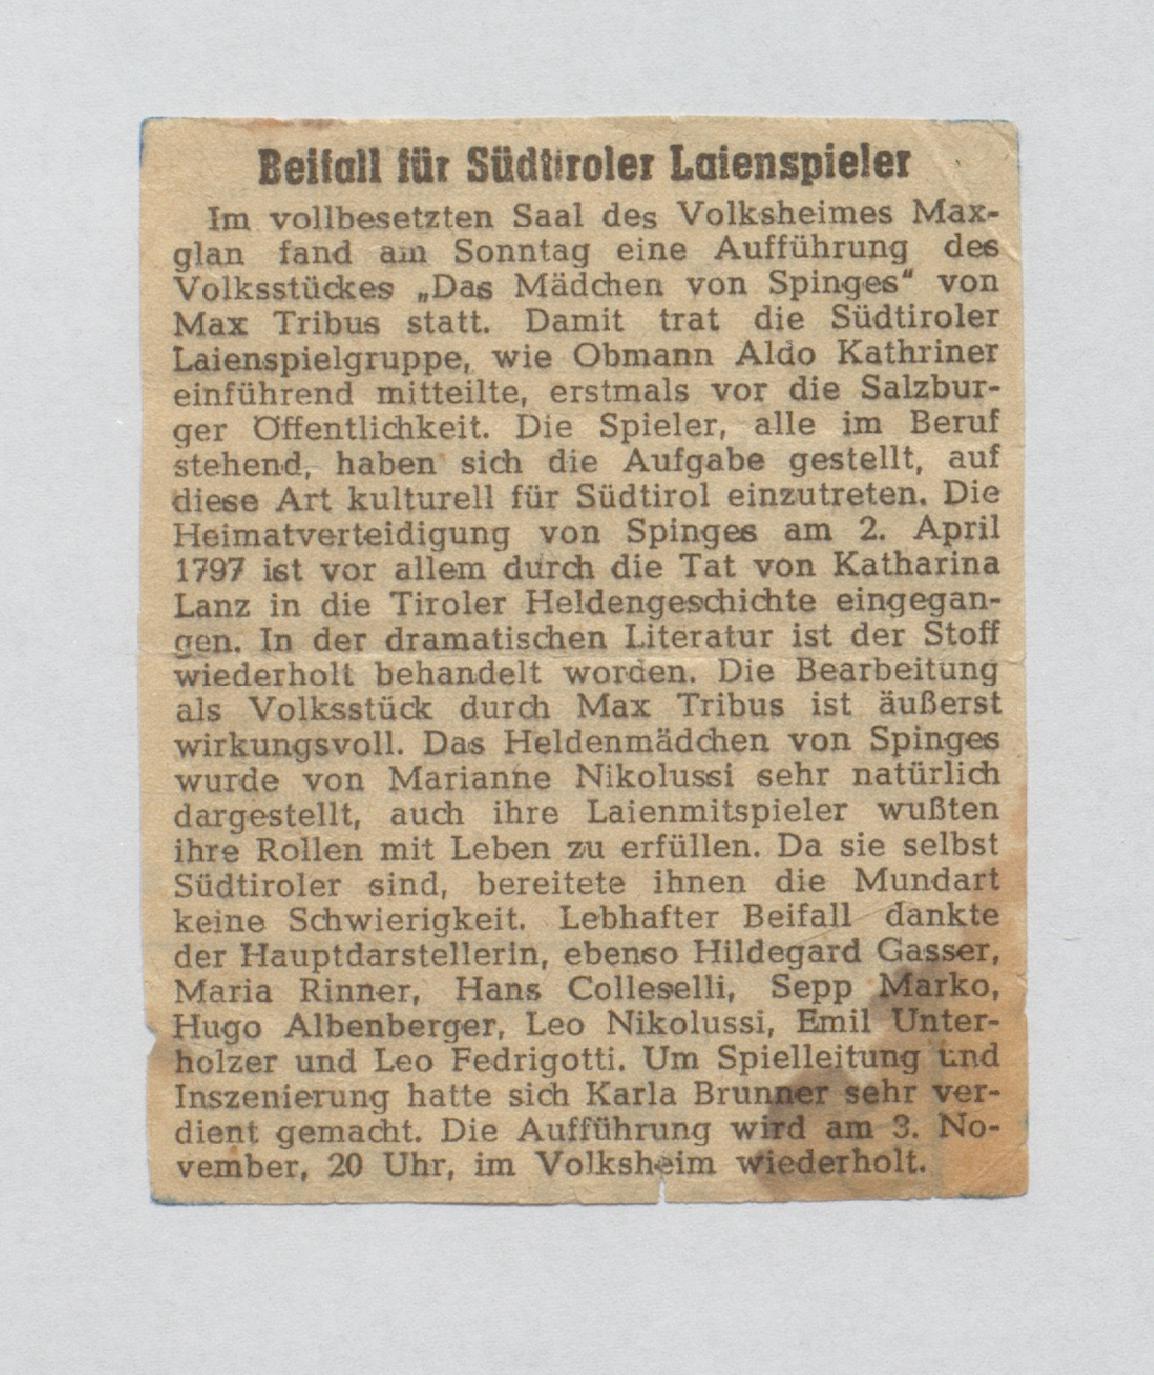 Beifall für Südtiroler Laienspieler
Im vollbesetzten Saal des Volksheimes Max-
glan fand am Sonntag eine Aufführung des
Volksstückes „Das Mädchen von Spinges“ von
Max Tribus statt. Damit trat die Südtiroler
Laienspielgruppe, wie Obmann Aldo Kathriner
einführend mitteilte, erstmals vor die Salzbur-
ger Öffentlichkeit. Die Spieler, alle im Beruf
stehend, haben sich die Aufgabe gestellt, auf
diese Art kulturell für Südtirol einzutreten. Die
Heimatverteidigung von Spinges am 2. April
1797 ist vor allem durch die Tat von Katharina
Lanz in die Tiroler Heldengeschichte eingegan-
gen. In der dramatischen Literatur ist der Stoff
wiederholt behandelt worden. Die Bearbeitung
als Volksstück durch Max Tribus ist äußerst
wirkungsvoll. Das Heldenmädchen von Spinges
wurde von Marianne Nikolussi sehr natürlich
dargestellt, auch ihre Laienmitspieler wußten
ihre Rollen mit Leben zu erfüllen. Da sie selbst
Südtiroler sind, bereitete ihnen die Mundart
keine Schwierigkeit. Lebhafter Beifall dankte
der Hauptdarstellerin, ebenso Hildegard Gasser,
Maria Rinner, Hans Colleselli, Sepp Marko,
Hugo Albenberger, Leo Nikolussi, Emil Unter-
holzer und Leo Fedrigotti. Um Spielleitung und
Inszenierung hatte sich Karla Brunner sehr ver-
dient gemacht. Die Aufführung wird am 3. No-
vember, 20 Uhr, im Volksheim wiederholt.